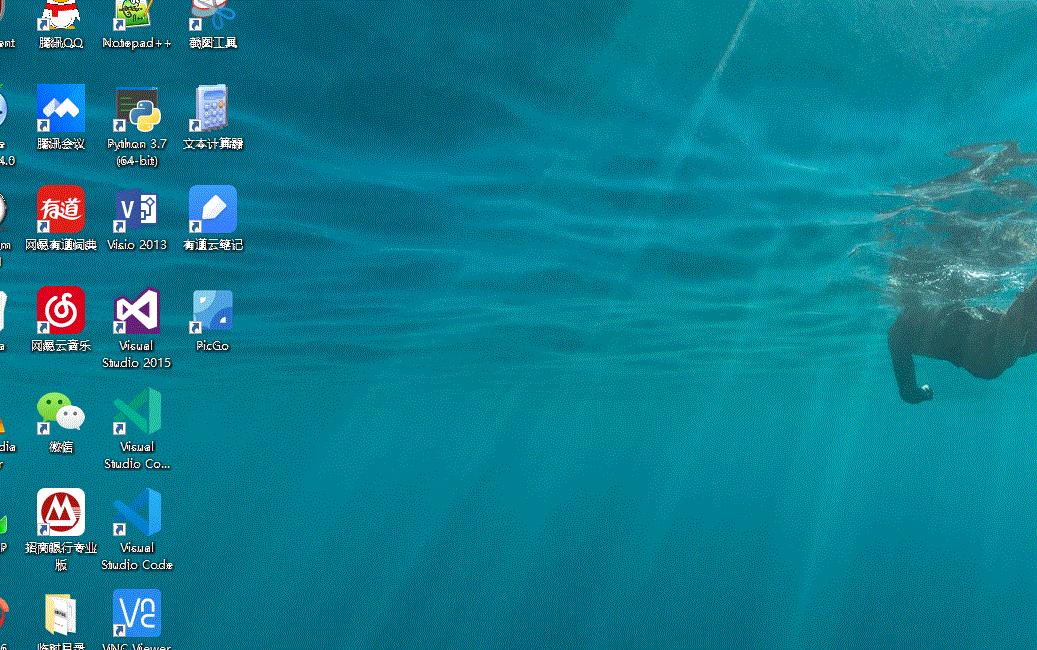 腾讯QQ
Notepad++
截图工具
腾讯会议
Python 3.7
(64-bit)
文本计算器
4.0
有道
网易有道词典
Visio 2013
有道云笔记
网易云音乐
Visual
Studio 2015
PicGo
微信
Visual
Studio Co...
招商银行专业
版
Visual
Studio Code
临时目录
VNC Viewer